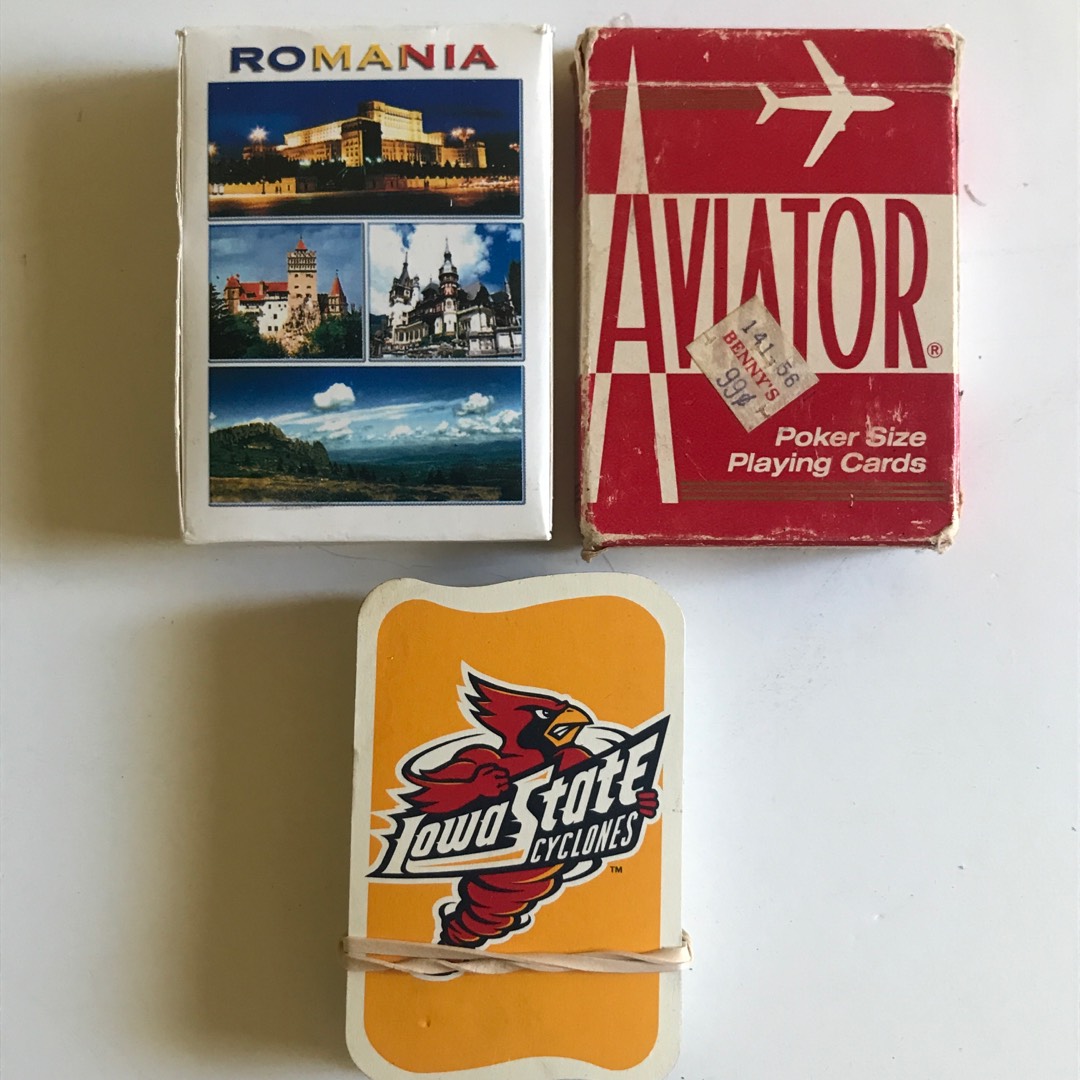 ROMANIA
AVIATOR®
141.56
BENNY'S
99¢
Poker Size
Playing Cards
Iowa State
CYCLONES
™